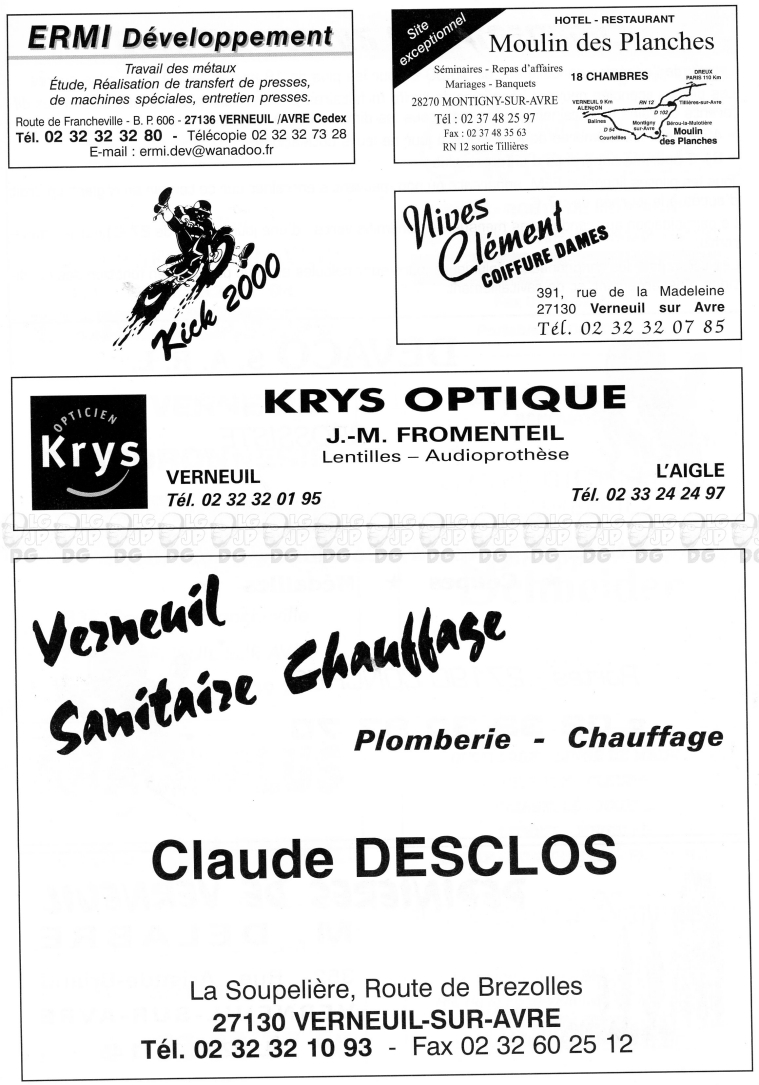 ERMI Développement
Travail des métaux
Étude, Réalisation de transfert de presses,
de machines spéciales, entretien presses.
Route de Francheville - B. P. 606 - 27136 VERNEUIL /AVRE Cedex
Tél. 02 32 32 32 80 - Télécopie 02 32 32 73 28
E-mail : ermi.dev@wanadoo.fr
Site
exceptionnel
HOTEL - RESTAURANT
Moulin des Planches
Séminaires - Repas d'affaires
Mariages - Banquets
28270 MONTIGNY-SUR-AVRE
Tél : 02 37 48 25 97
Fax : 02 37 48 35 63
RN 12 sortie Tillières
18 CHAMBRES
DREUX
PARIS 110 Km
VERNEUIL 9 Km
ALENçON
RN 12
Tillières-sur-Avre
D 102
Balines
D 54
Courteilles
Montigny
sur-Avre
Bérou-la-Mulotière
Moulin
des Planches
Kick 2000
Nives
Clément
COIFFURE DAMES
391, rue de la Madeleine
27130 Verneuil sur Avre
Tél. 02 32 32 07 85
OPTICIEN
Krys
KRYS OPTIQUE
J.-M. FROMENTEIL
Lentilles – Audioprothèse
VERNEUIL
Tél. 02 32 32 01 95
L'AIGLE
Tél. 02 33 24 24 97
Verneuil
Sanitaire Chauffage
Plomberie - Chauffage
Claude DESCLOS
La Soupelière, Route de Brezolles
27130 VERNEUIL-SUR-AVRE
Tél. 02 32 32 10 93 - Fax 02 32 60 25 12